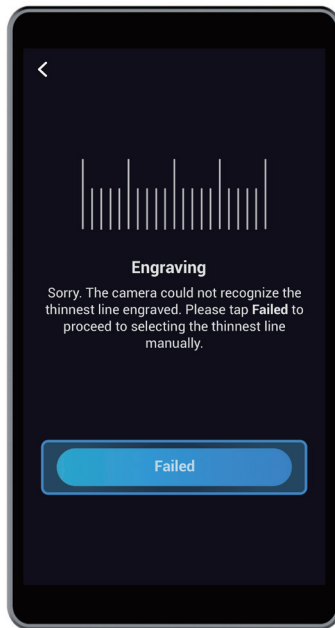 Engraving
Sorry. The camera could not recognize the
thinnest line engraved. Please tap Failed to
proceed to selecting the thinnest line
manually.
Failed